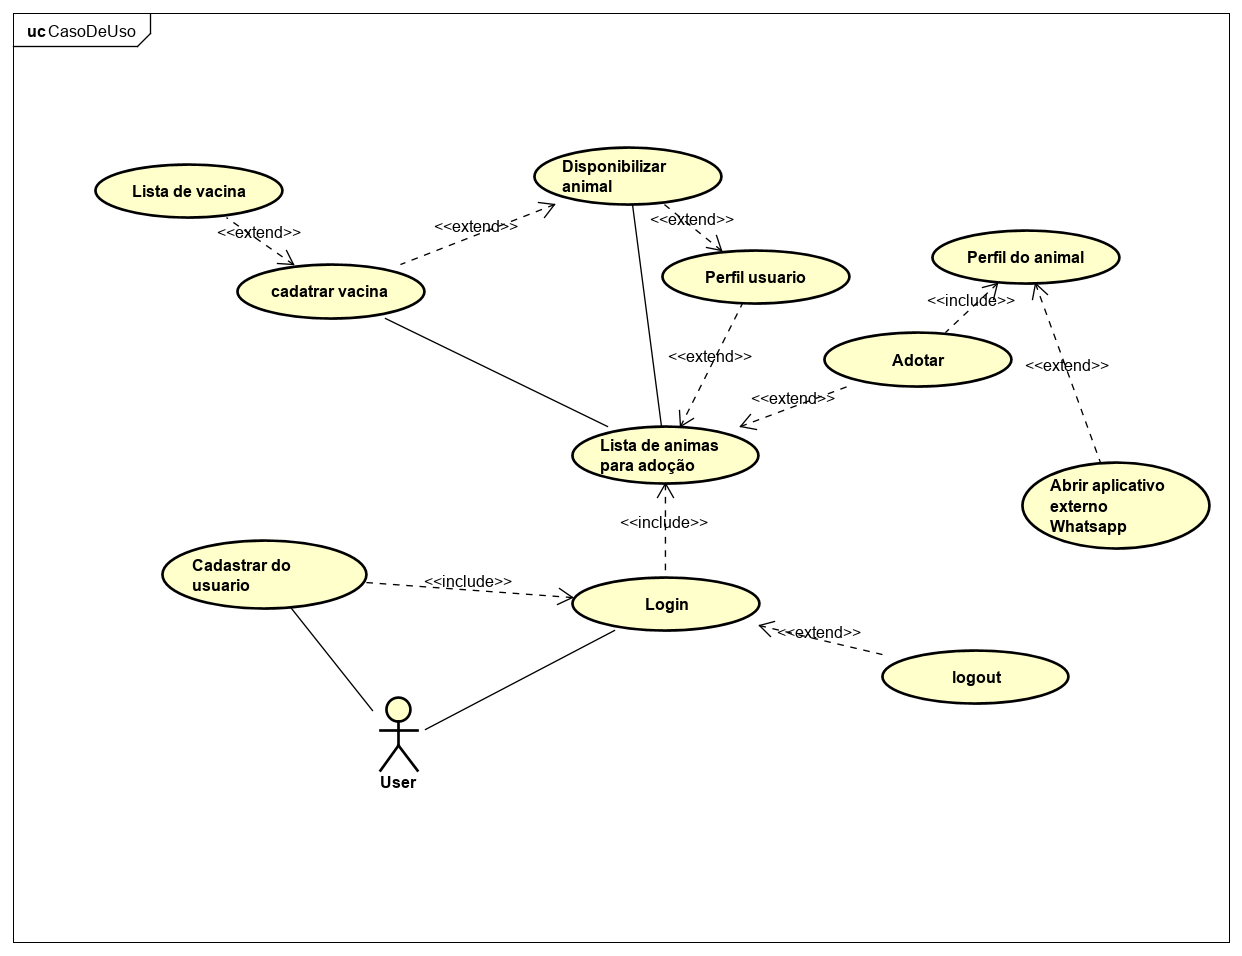 uc CasoDeUso
Disponibilizar
animal
Lista de vacina
<<extend>>
<<extend>>
<<extend>>
Perfil do animal
Perfil usuario
cadatrar vacina
<<include>>
<<extend>>
Adotar
<<extend>>
<<extend>>
Lista de animas
para adoção
Abrir aplicativo
externo
Whatsapp
<<include>>
Cadastrar do
usuario
<<include>>
Login
<<extend>>
logout
User